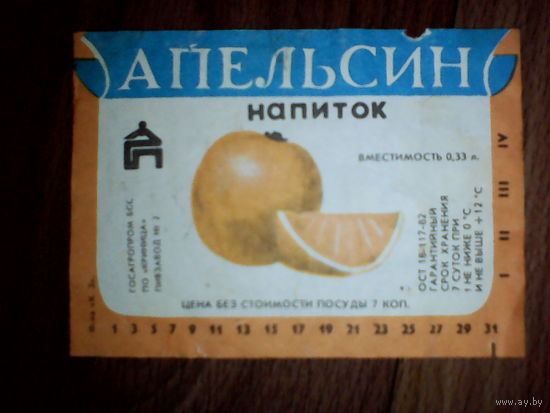 АПЕЛЬСИН
напиток
ВМЕСТИМОСТЬ 0,33 л.
ГОСАГРОПРОМ БССР
ПО "КРИНИЦА"
ПИВЗАВОД № 2
ОСТ 18-117-82
ГАРАНТИЙНЫЙ
СРОК ХРАНЕНИЯ
7 СУТОК ПРИ
t НЕ НИЖЕ 0 °С
И НЕ ВЫШЕ +12 °С
ЦЕНА БЕЗ СТОИМОСТИ ПОСУДЫ 7 КОП.
I II III IV
1 3 5 7 9 11 13 15 17 19 21 23 25 27 29 31
www.ay.by